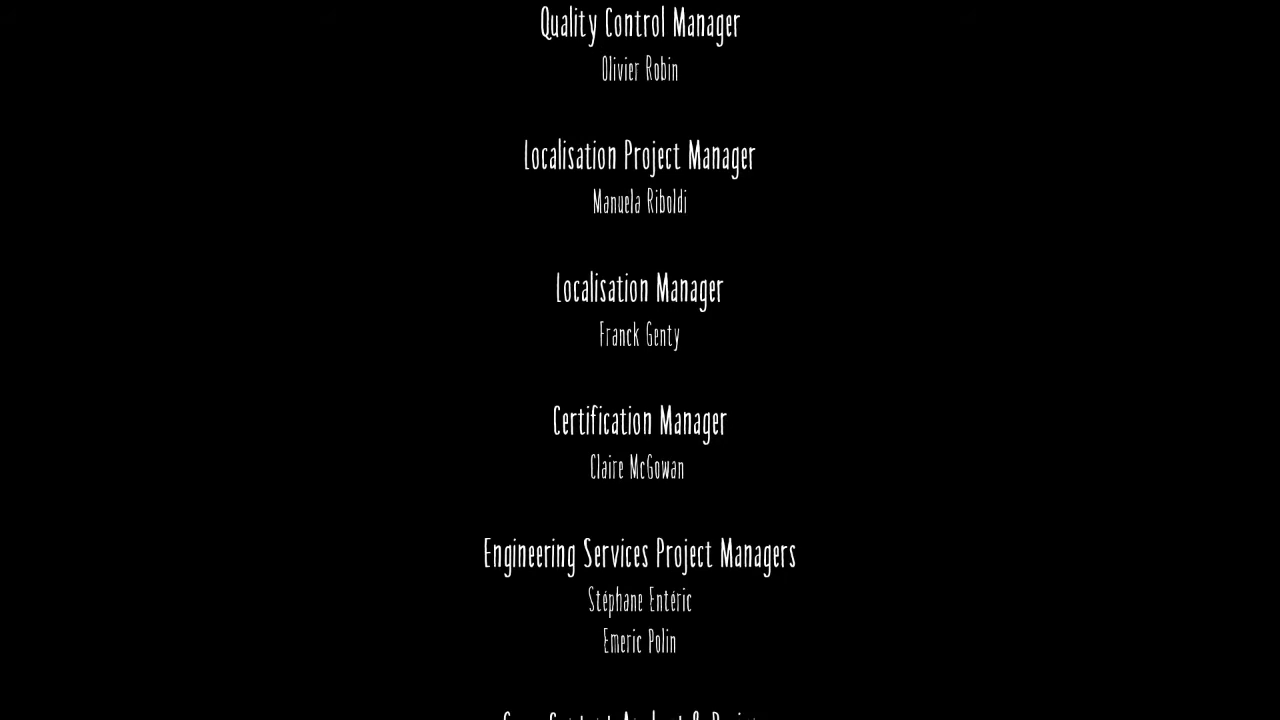 Quality Control Manager
Olivier Robin
Localisation Project Manager
Manuela Riboldi
Localisation Manager
Franck Genty
Certification Manager
Claire McGowan
Engineering Services Project Managers
Stéphane Entéric
Emeric Polin